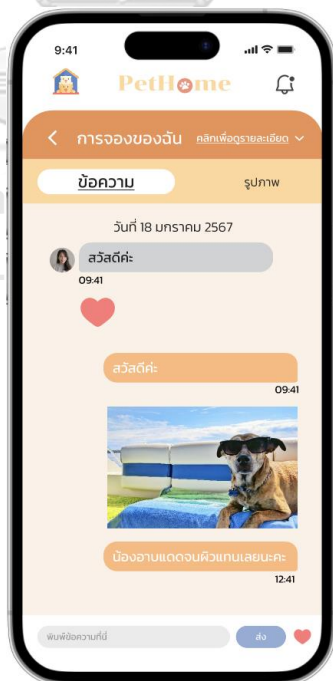 9:41
PetHome
การจองของฉัน คลิกเพื่อดูรายละเอียด
ข้อความ รูปภาพ
วันที่ 18 มกราคม 2567
สวัสดีค่ะ
09:41
สวัสดีค่ะ
09:41
น้องอาบแดดจนผิวแทนเลยนะคะ
12:41
พิมพ์ข้อความที่นี่ ส่ง